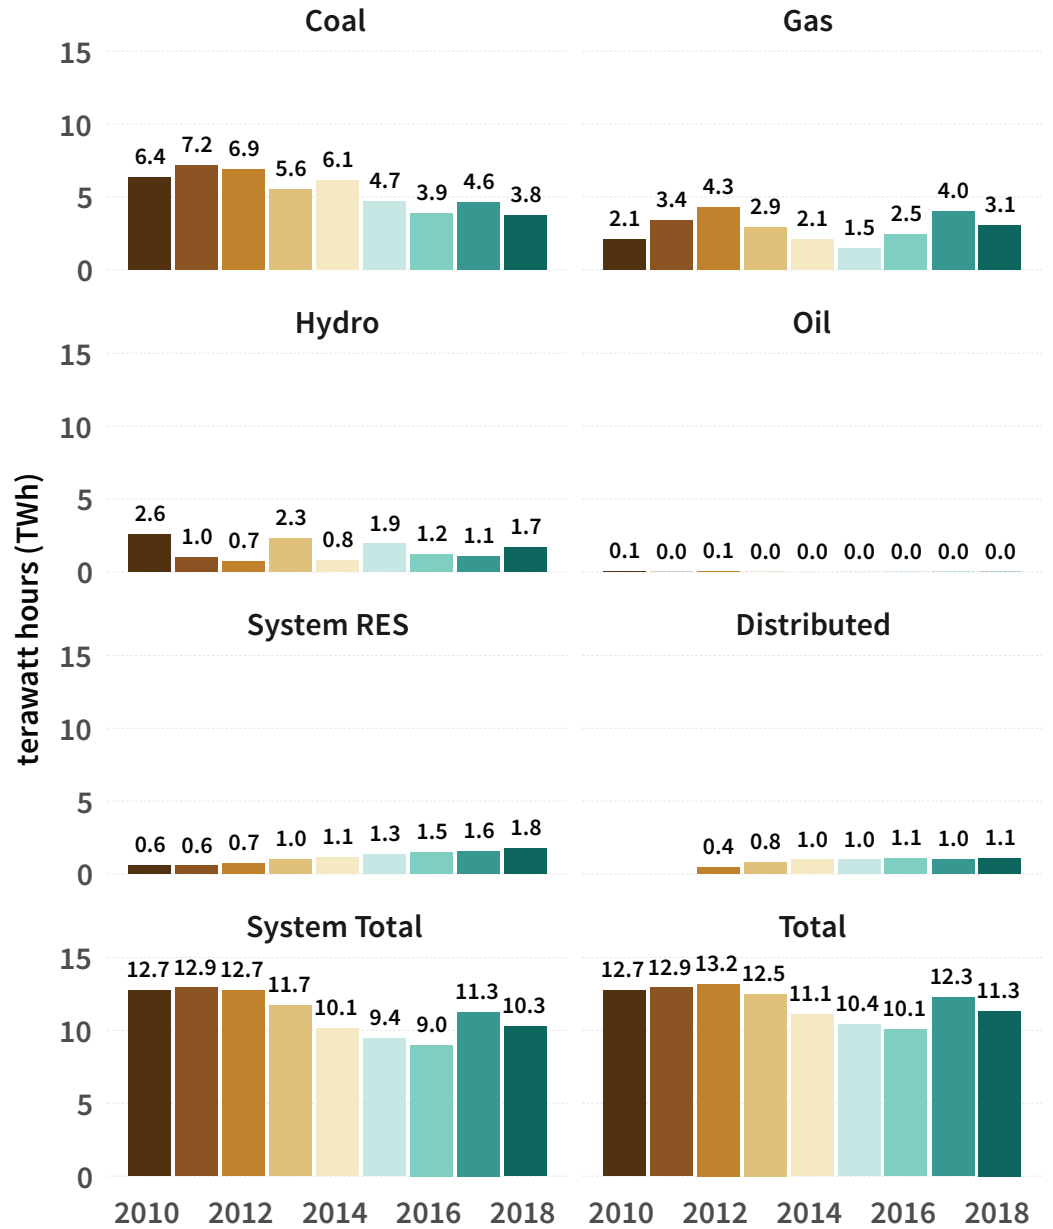 Coal
Gas
15
10
5
0
6.4 7.2 6.9 5.6 6.1 4.7 3.9 4.6 3.8
2.1 3.4 4.3 2.9 2.1 1.5 2.5 4.0 3.1
Hydro
Oil
15
10
5
0
2.6 1.0 0.7 2.3 0.8 1.9 1.2 1.1 1.7
0.1 0.0 0.1 0.0 0.0 0.0 0.0 0.0 0.0
terawatt hours (TWh)
System RES
Distributed
15
10
5
0
0.6 0.6 0.7 1.0 1.1 1.3 1.5 1.6 1.8
0.4 0.8 1.0 1.0 1.1 1.0 1.1
System Total
Total
15
10
5
0
12.7 12.9 12.7 11.7 10.1 9.4 9.0 11.3 10.3
12.7 12.9 13.2 12.5 11.1 10.4 10.1 12.3 11.3
2010 2012 2014 2016 2018
2010 2012 2014 2016 2018